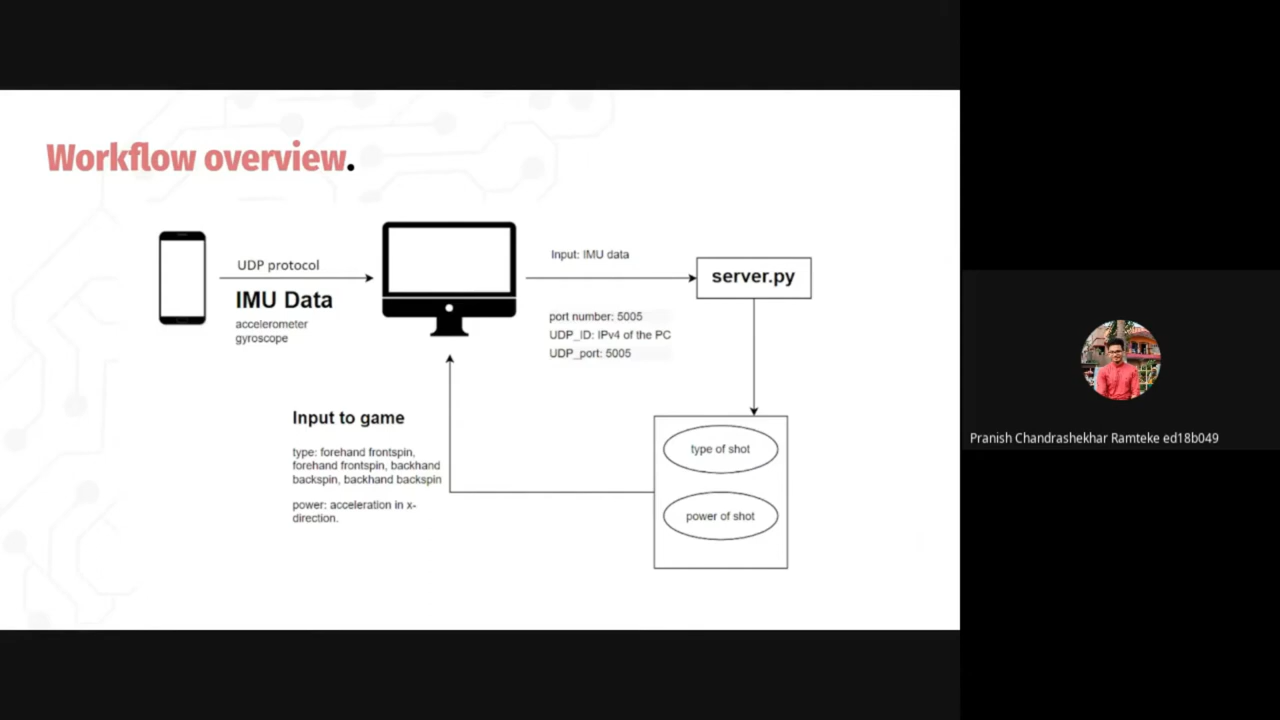 Workflow overview.
UDP protocol
IMU Data
accelerometer
gyroscope
Input: IMU data
port number: 5005
UDP_ID: IPv4 of the PC
UDP_port: 5005
server.py
type of shot
power of shot
Input to game
type: forehand frontspin,
forehand frontspin, backhand
backspin, backhand backspin
power: acceleration in x-
direction.
Pranish Chandrashekhar Ramteke ed18b049